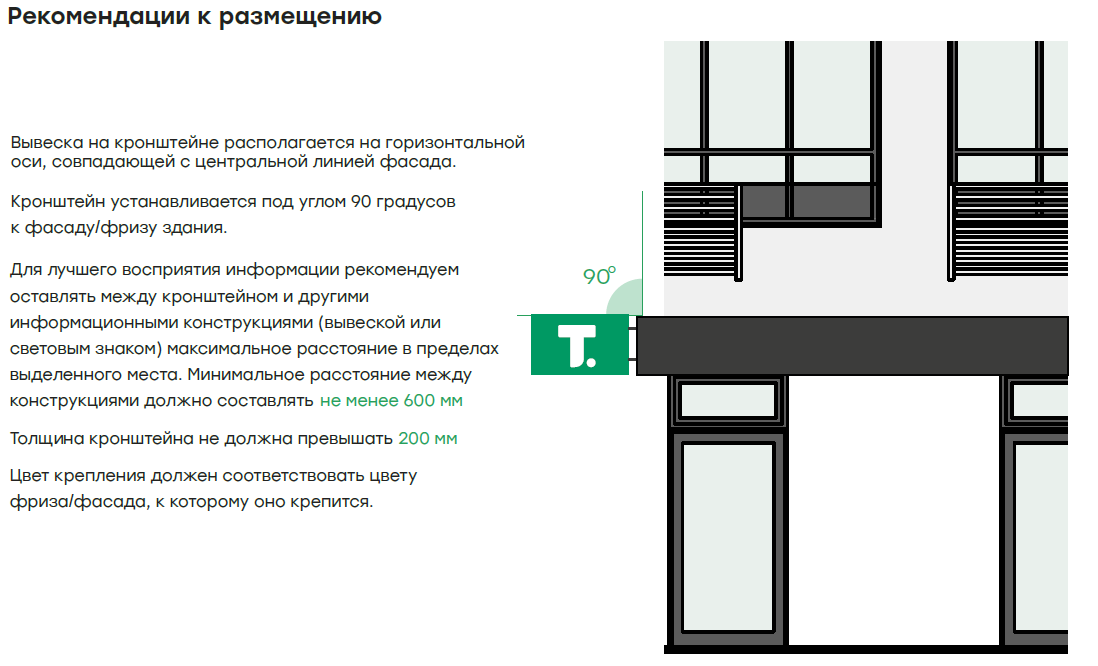 Рекомендации к размещению
Вывеска на кронштейне располагается на горизонтальной
оси, совпадающей с центральной линией фасада.
Кронштейн устанавливается под углом 90 градусов
к фасаду/фризу здания.
Для лучшего восприятия информации рекомендуем
оставлять между кронштейном и другими
информационными конструкциями (вывеской или
световым знаком) максимальное расстояние в пределах
выделенного места. Минимальное расстояние между
конструкциями должно составлять не менее 600 мм
Толщина кронштейна не должна превышать 200 мм
Цвет крепления должен соответствовать цвету
фриза/фасада, к которому оно крепится.
90°
Т.